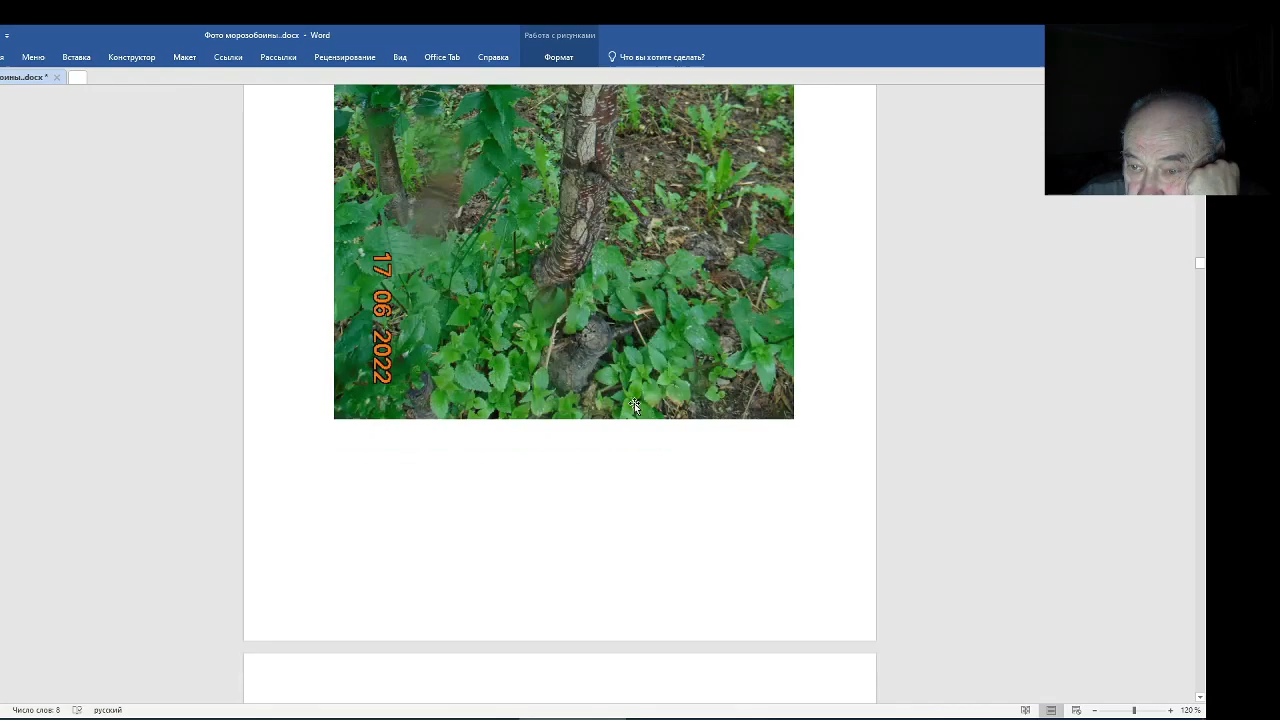 Фото морозобоины..docx - Word
Работа с рисунками
я Меню Вставка Конструктор Макет Ссылки Рассылки Рецензирование Вид Office Tab Справка Формат Что вы хотите сделать?
оины..docx *
17 06 2022
Число слов: 8 русский 120 %